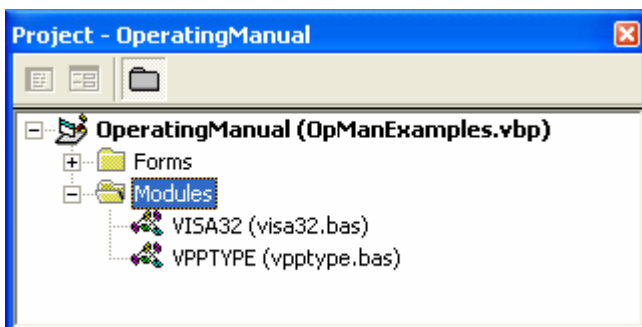 Project - OperatingManual
OperatingManual (OpManExamples.vbp)
Forms
Modules
VISA32 (visa32.bas)
VPPTYPE (vpptype.bas)